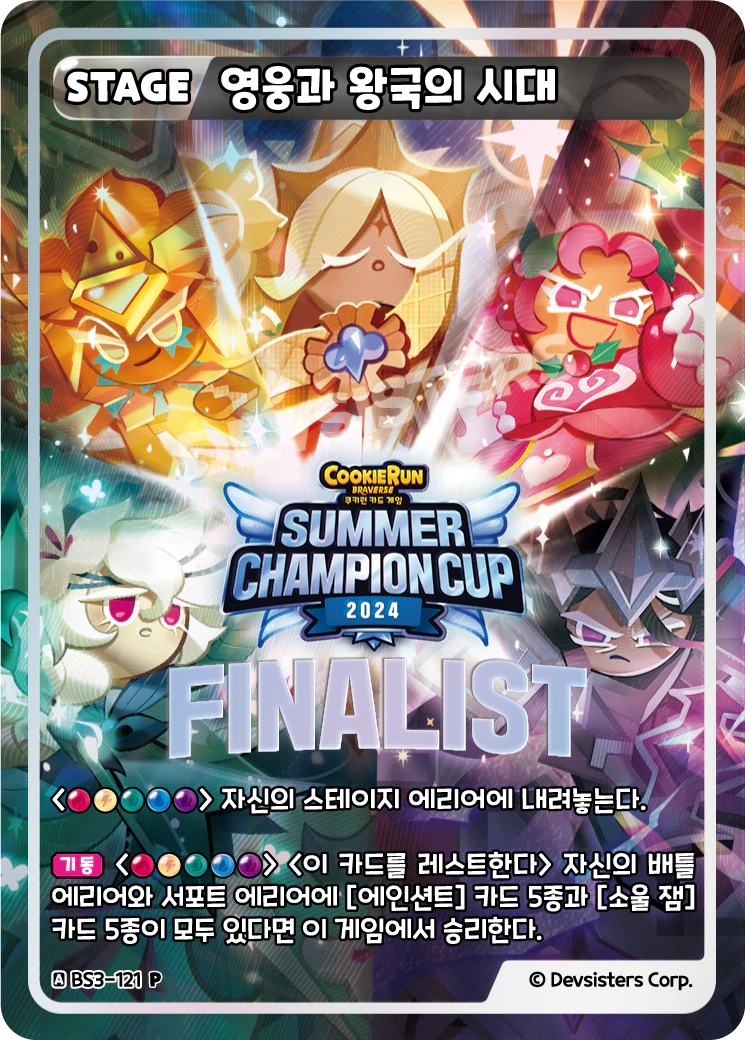 STAGE 영웅과 왕국의 시대
COOKIERUN
BRAVERSE
쿠키런 카드 게임
SUMMER
CHAMPION CUP
2024
FINALIST
< > 자신의 스테이지 에리어에 내려놓는다.
기동 < > <이 카드를 레스트한다> 자신의 배틀
에리어와 서포트 에리어에 [에인션트] 카드 5종과 [소울 잼]
카드 5종이 모두 있다면 이 게임에서 승리한다.
A BS3-121 P
© Devsisters Corp.